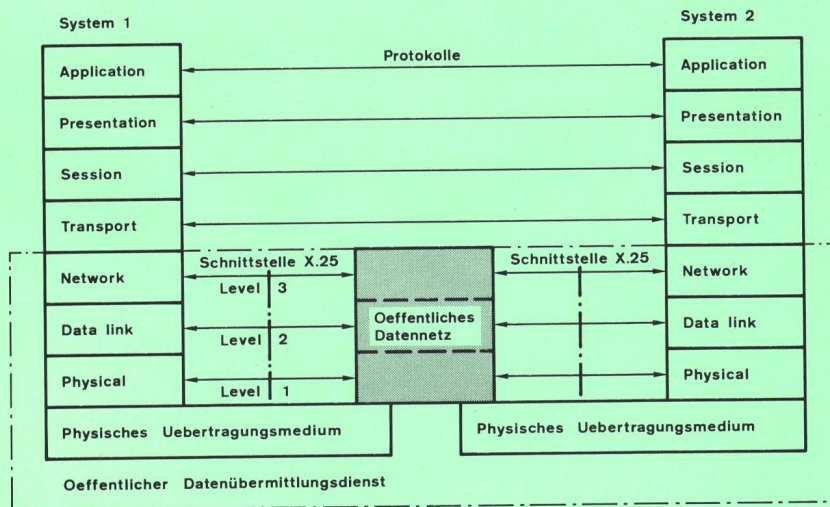 System 1
System 2
Protokolle
Application
Application
Presentation
Presentation
Session
Session
Transport
Transport
Network
Schnittstelle X.25
Schnittstelle X.25
Network
Level 3
Oeffentliches
Datennetz
Data link
Level 2
Data link
Physical
Level 1
Physical
Physisches Uebertragungsmedium
Physisches Uebertragungsmedium
Oeffentlicher Datenübermittlungsdienst